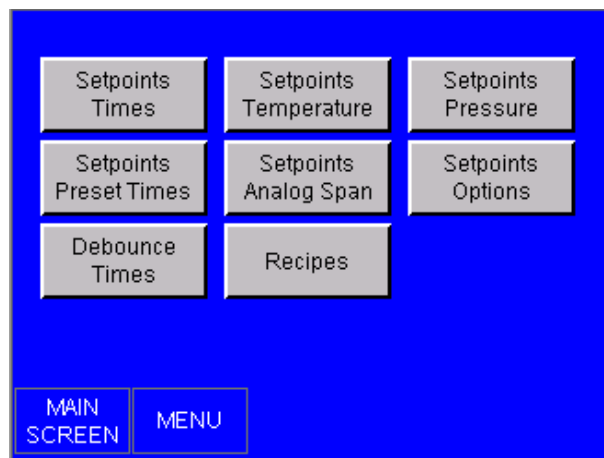 Setpoints
Times
Setpoints
Temperature
Setpoints
Pressure
Setpoints
Preset Times
Setpoints
Analog Span
Setpoints
Options
Debounce
Times
Recipes
MAIN
SCREEN
MENU